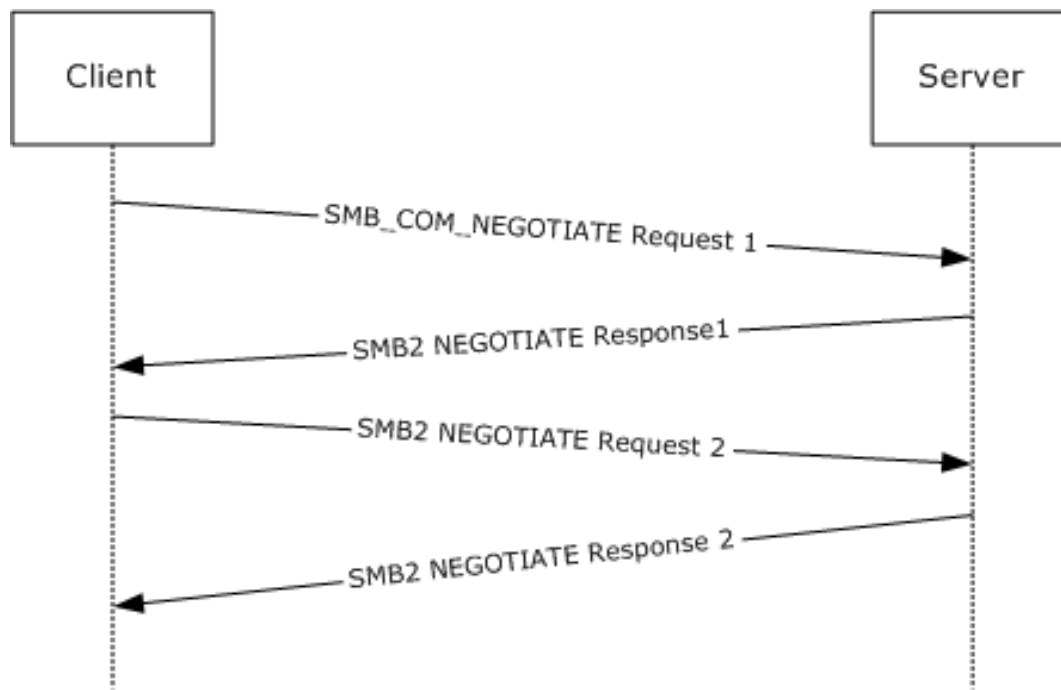 Client
Server
SMB_COM_NEGOTIATE Request 1
SMB2 NEGOTIATE Response1
SMB2 NEGOTIATE Request 2
SMB2 NEGOTIATE Response 2